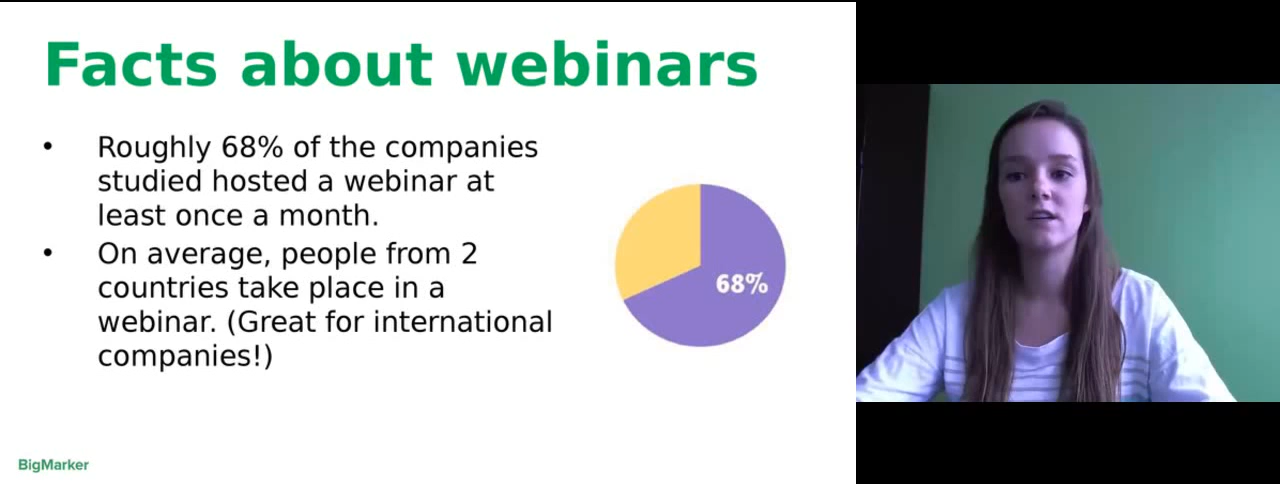 Facts about webinars
• Roughly 68% of the companies
studied hosted a webinar at
least once a month.
• On average, people from 2
countries take place in a
webinar. (Great for international
companies!)
68%
BigMarker